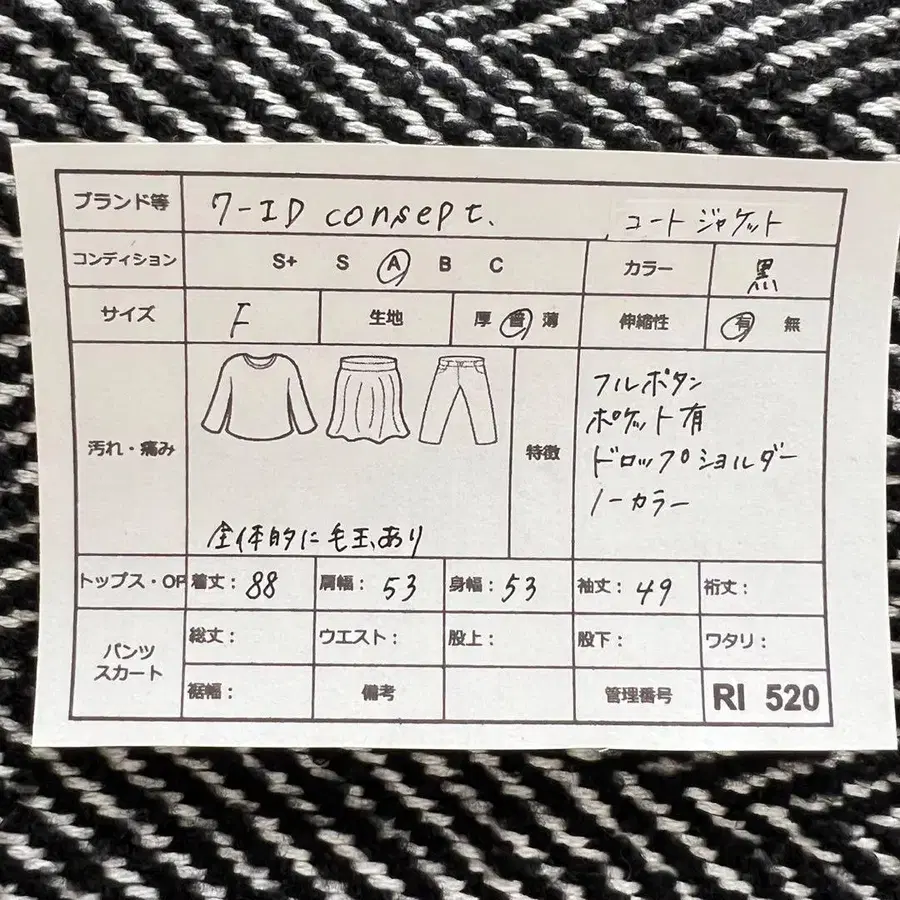 ブランド等 7-ID consept. コートジャケット
コンディション S+ S A B C カラー 黒
サイズ F 生地 厚 普 薄 伸縮性 有 無
汚れ・痛み 全体的に毛玉あり
特徴
フルボタン
ポケット有
ドロップショルダー
ノーカラー
トップス・OP 着丈: 88 肩幅: 53 身幅: 53 袖丈: 49 裄丈:
パンツ
スカート
総丈: ウエスト: 股上: 股下: ワタリ:
裾幅: 備考 管理番号 RI 520